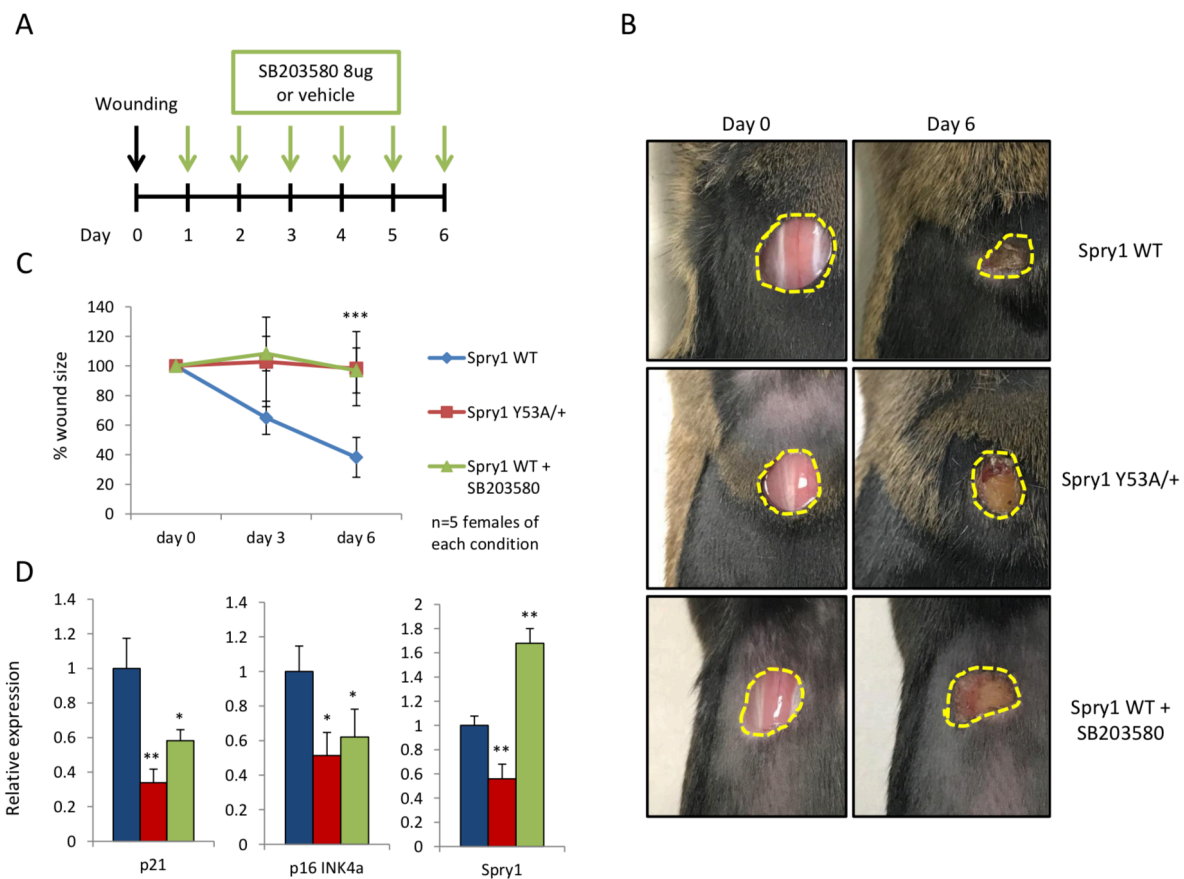 A
SB203580 8ug
or vehicle
Wounding
Day 0 1 2 3 4 5 6
B
Day 0 Day 6
Spry1 WT
Spry1 Y53A/+
Spry1 WT +
SB203580
C
% wound size
140
120
100
80
60
40
20
0
***
day 0 day 3 day 6
Spry1 WT
Spry1 Y53A/+
Spry1 WT +
SB203580
n=5 females of
each condition
D
Relative expression
1.4
1.2
1
0.8
0.6
0.4
0.2
0
**
*
p21
1.4
1.2
1
0.8
0.6
0.4
0.2
0
*
*
p16 INK4a
2
1.8
1.6
1.4
1.2
1
0.8
0.6
0.4
0.2
0
**
**
Spry1